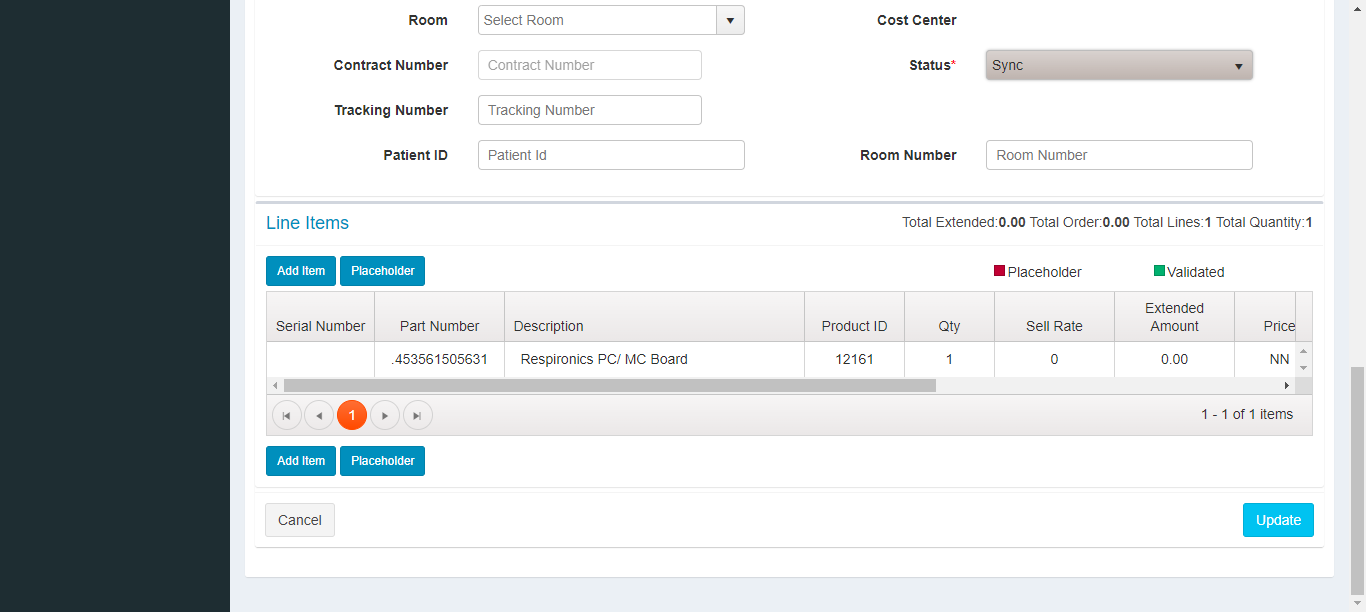 Room Select Room Cost Center
Contract Number Contract Number Status* Sync
Tracking Number Tracking Number
Patient ID Patient Id Room Number Room Number
Line Items Total Extended:0.00 Total Order:0.00 Total Lines:1 Total Quantity:1
Add Item Placeholder Placeholder Validated
Serial Number Part Number Description Product ID Qty Sell Rate Extended Amount Price
.453561505631 Respironics PC/ MC Board 12161 1 0 0.00 NN
1 1 - 1 of 1 items
Add Item Placeholder
Cancel Update